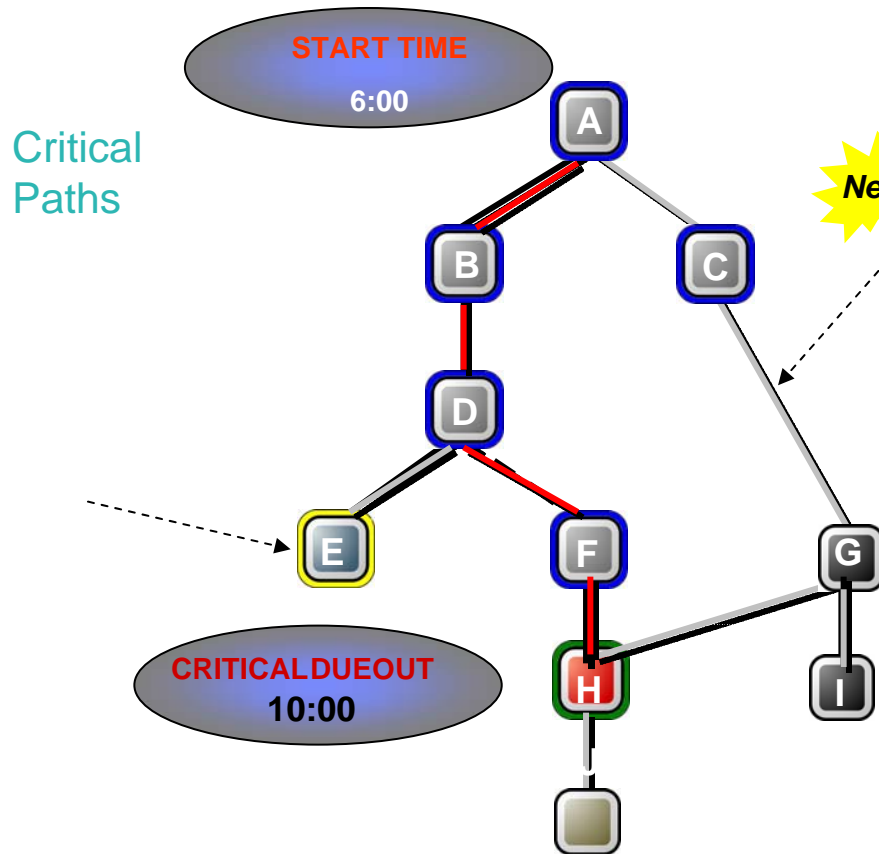 START TIME
6:00
A
Critical
Paths
B
C
D
E
F
G
CRITICALDUEOUT
10:00
H
I